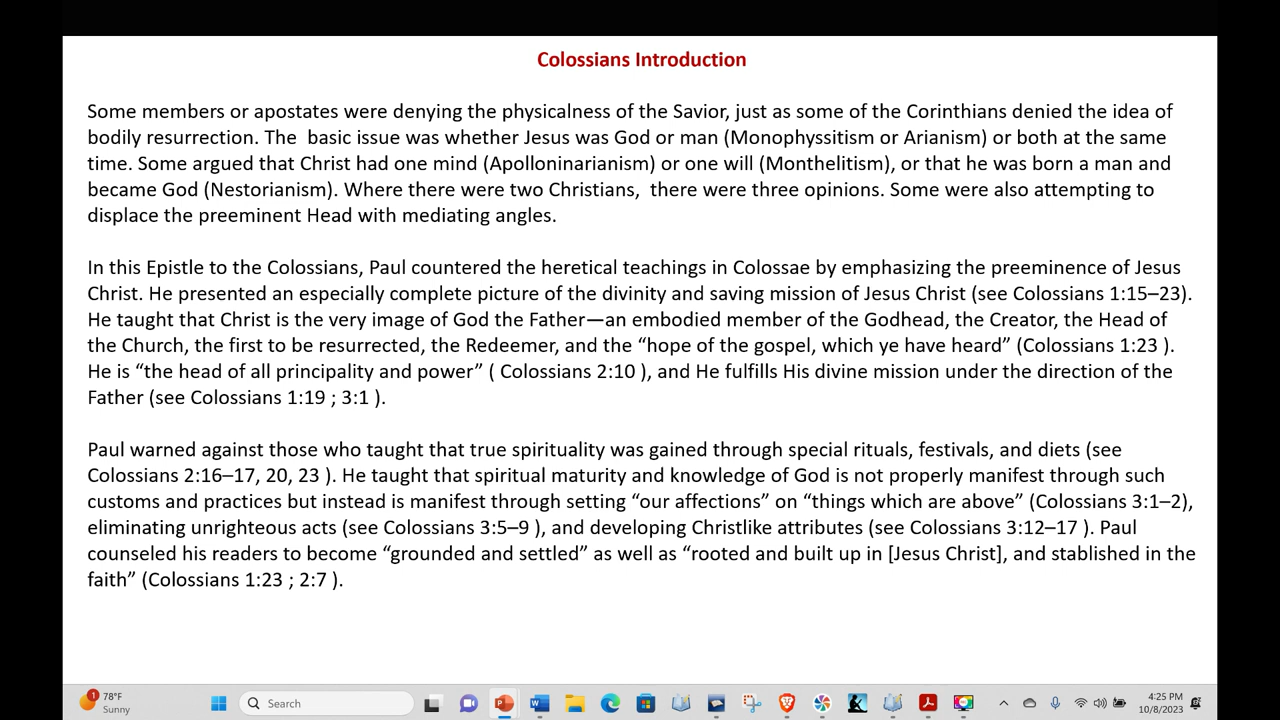 Colossians Introduction
Some members or apostates were denying the physicalness of the Savior, just as some of the Corinthians denied the idea of
bodily resurrection. The  basic issue was whether Jesus was God or man (Monophyssitism or Arianism) or both at the same
time. Some argued that Christ had one mind (Apolloninarianism) or one will (Monthelitism), or that he was born a man and
became God (Nestorianism). Where there were two Christians,  there were three opinions. Some were also attempting to
displace the preeminent Head with mediating angles.
In this Epistle to the Colossians, Paul countered the heretical teachings in Colossae by emphasizing the preeminence of Jesus
Christ. He presented an especially complete picture of the divinity and saving mission of Jesus Christ (see Colossians 1:15–23).
He taught that Christ is the very image of God the Father—an embodied member of the Godhead, the Creator, the Head of
the Church, the first to be resurrected, the Redeemer, and the “hope of the gospel, which ye have heard” (Colossians 1:23 ).
He is “the head of all principality and power” ( Colossians 2:10 ), and He fulfills His divine mission under the direction of the
Father (see Colossians 1:19 ; 3:1 ).
Paul warned against those who taught that true spirituality was gained through special rituals, festivals, and diets (see
Colossians 2:16–17, 20, 23 ). He taught that spiritual maturity and knowledge of God is not properly manifest through such
customs and practices but instead is manifest through setting “our affections” on “things which are above” (Colossians 3:1–2),
eliminating unrighteous acts (see Colossians 3:5–9 ), and developing Christlike attributes (see Colossians 3:12–17 ). Paul
counseled his readers to become “grounded and settled” as well as “rooted and built up in [Jesus Christ], and stablished in the
faith” (Colossians 1:23 ; 2:7 ).
1
78°F
Sunny
Search
4:25 PM
10/8/2023